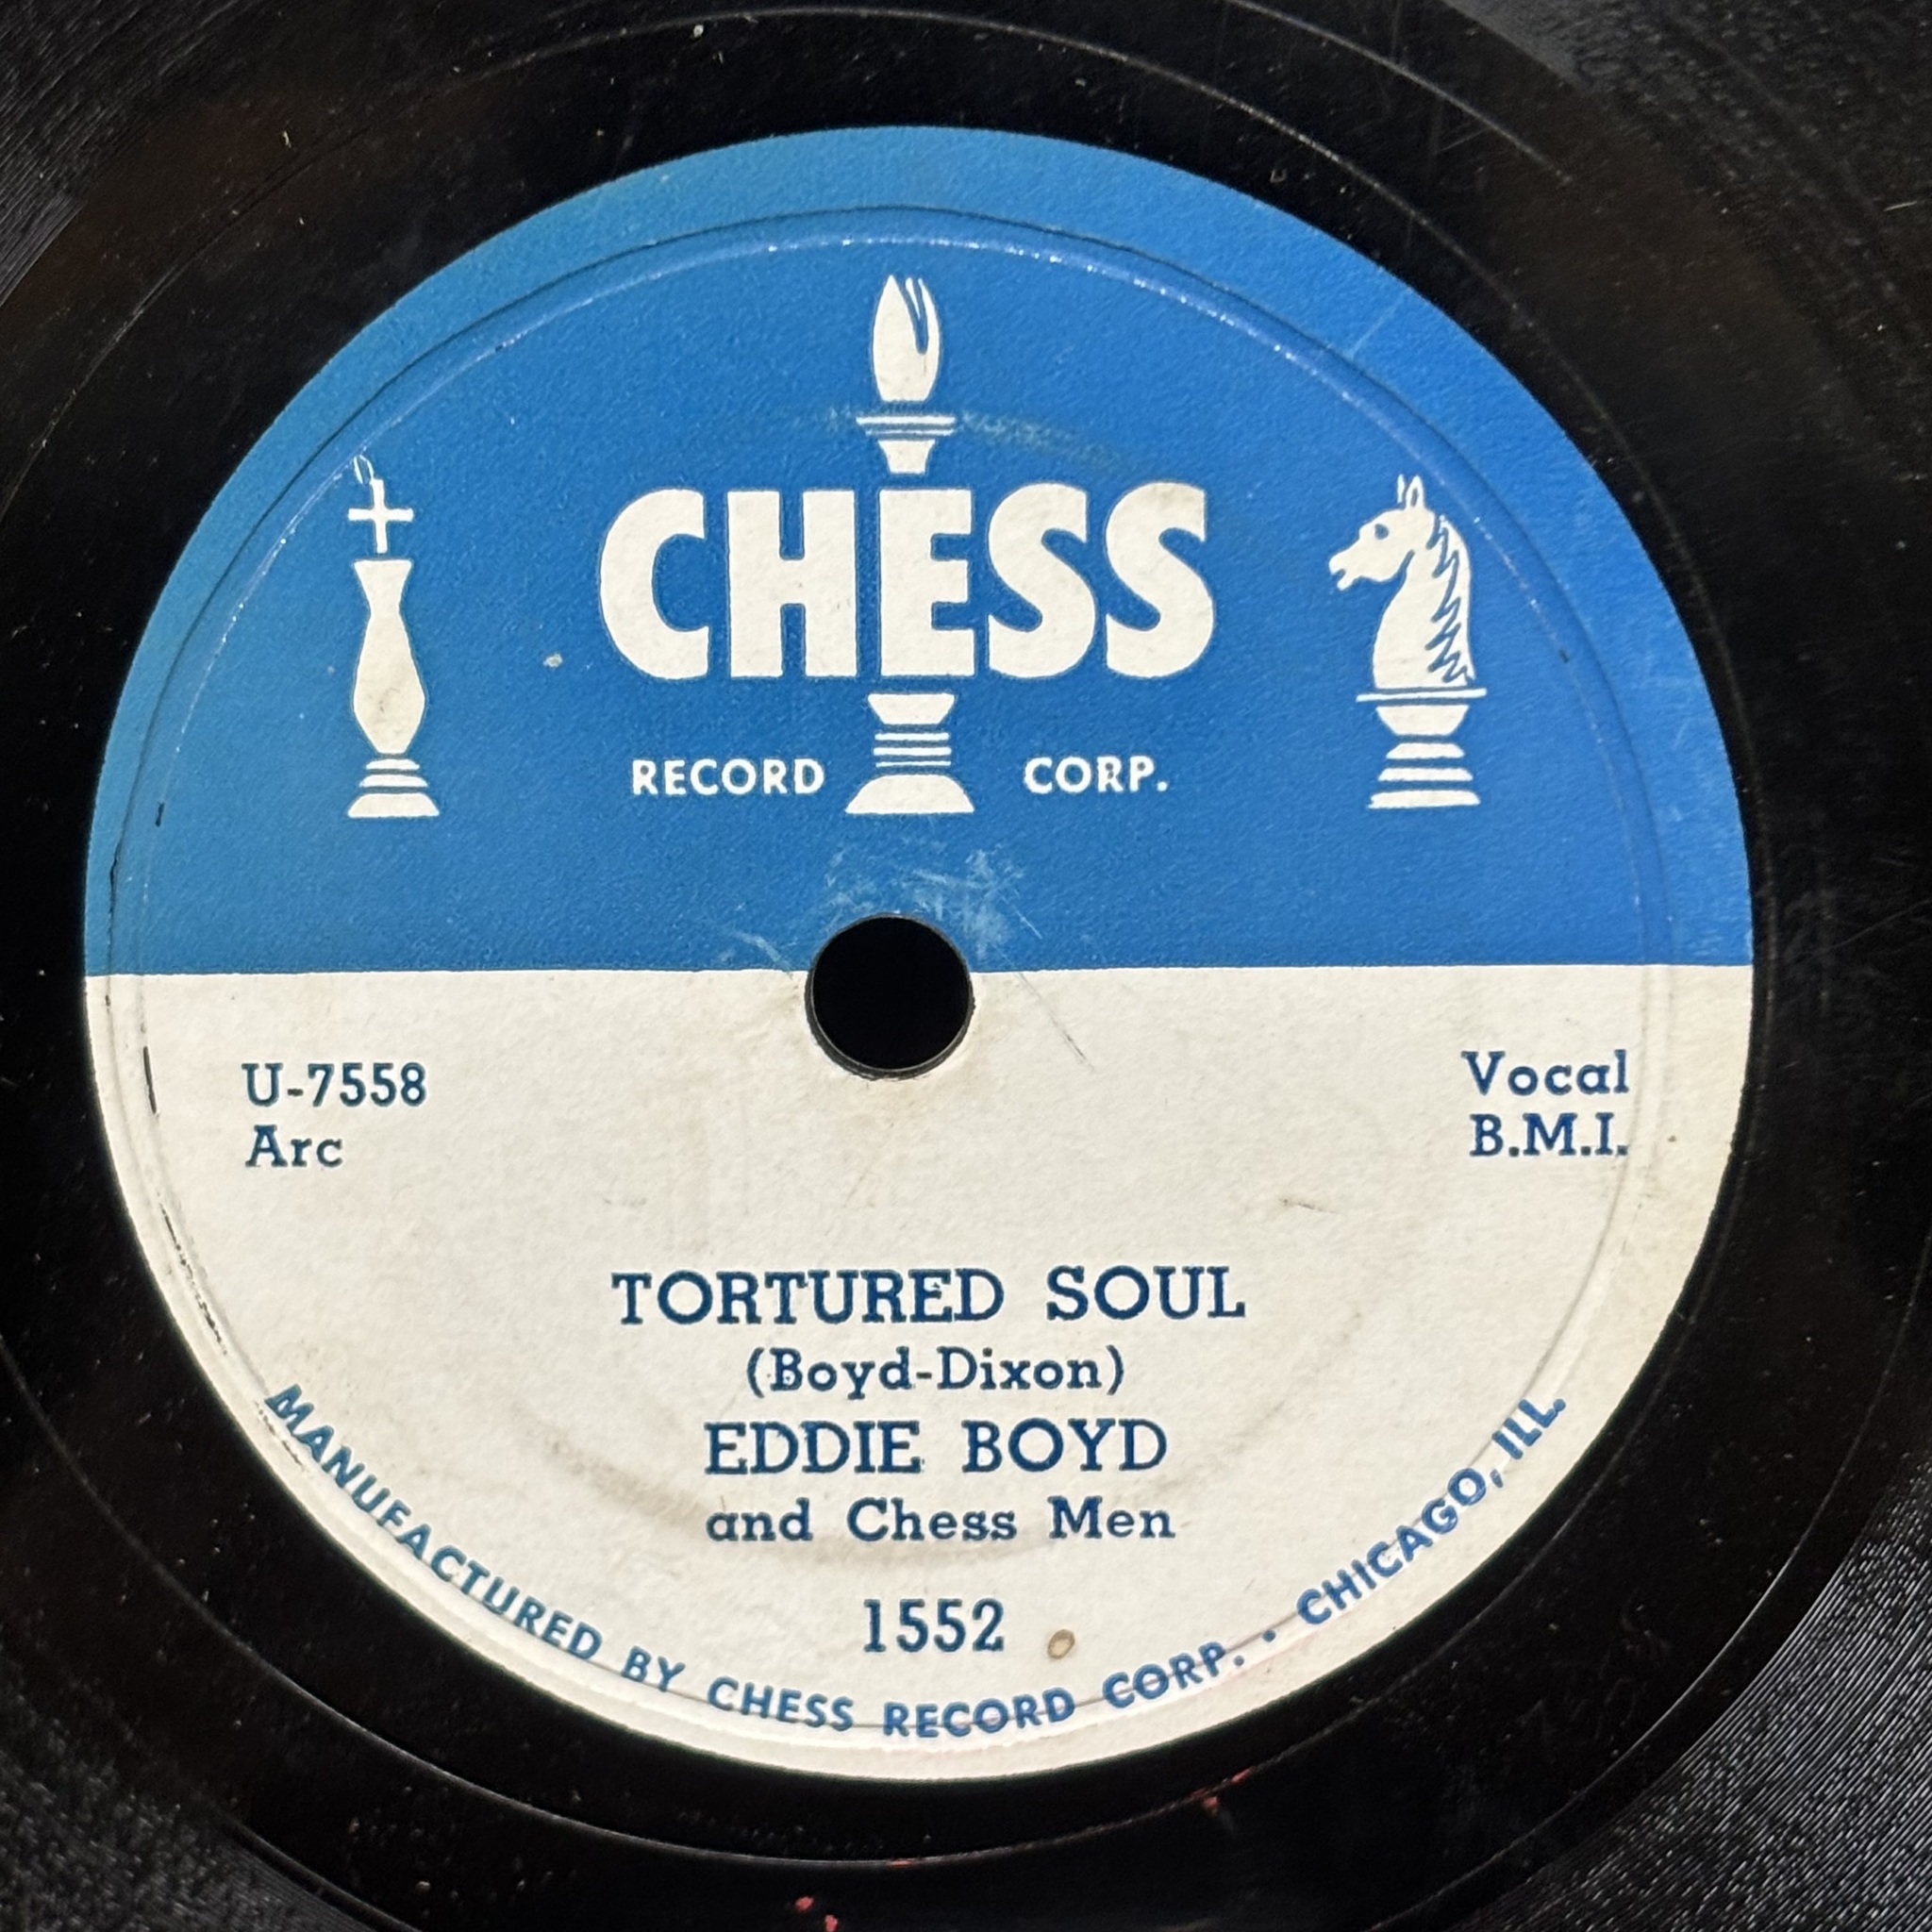 CHESS
RECORD CORP.
U-7558
Arc
Vocal
B.M.I.
TORTURED SOUL
(Boyd-Dixon)
EDDIE BOYD
and Chess Men
1552
MANUFACTURED BY CHESS RECORD CORP. · CHICAGO, ILL.